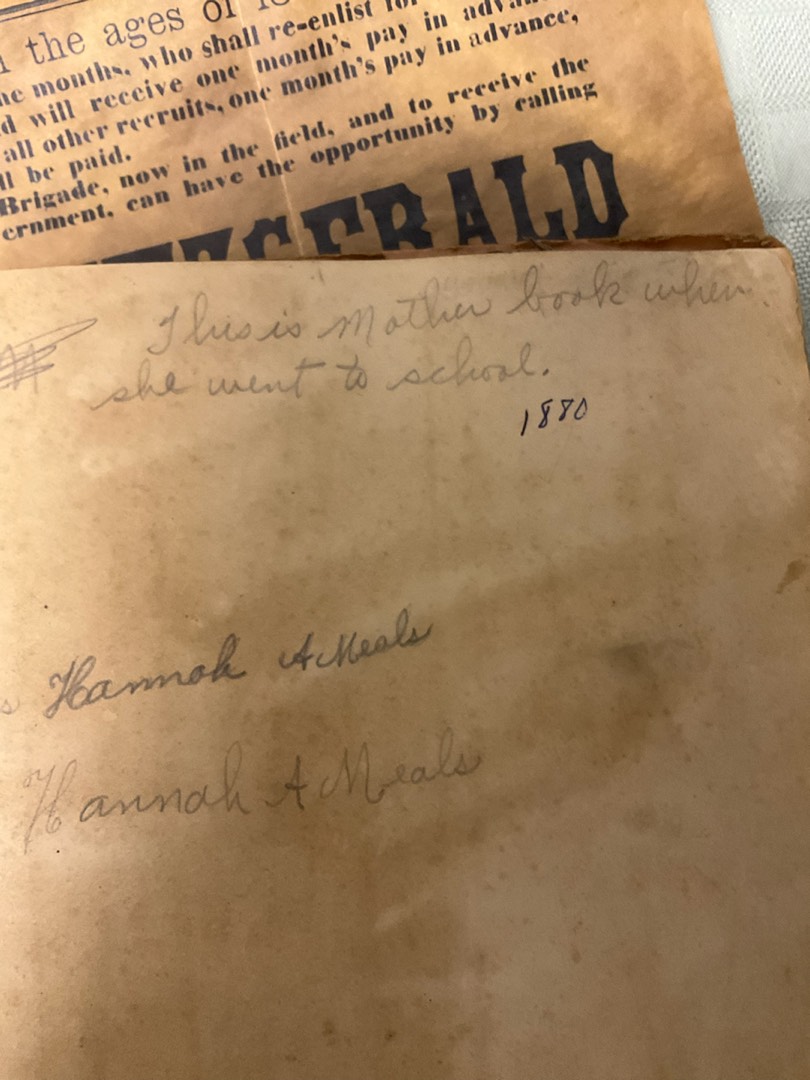 the ages of
months, who shall re-enlist
will receive one month's pay in
all other recruits, one month's pay in advance,
be paid.
Brigade, now in the field, and to receive the
ernment, can have the opportunity by calling
This is Mother book when
she went to school.
1880
Hannah A Meals
Hannah A Meals